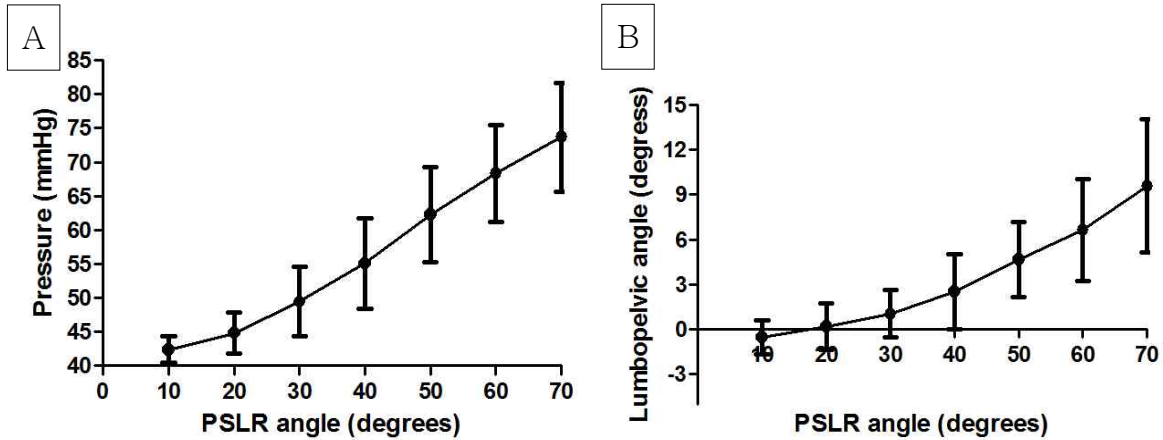 A
85
80
75
70
65
60
55
50
45
40
Pressure (mmHg)
0 10 20 30 40 50 60 70
PSLR angle (degrees)
B
15
12
9
6
3
0
-3
Lumbopelvic angle (degress)
10 20 30 40 50 60 70
PSLR angle (degrees)